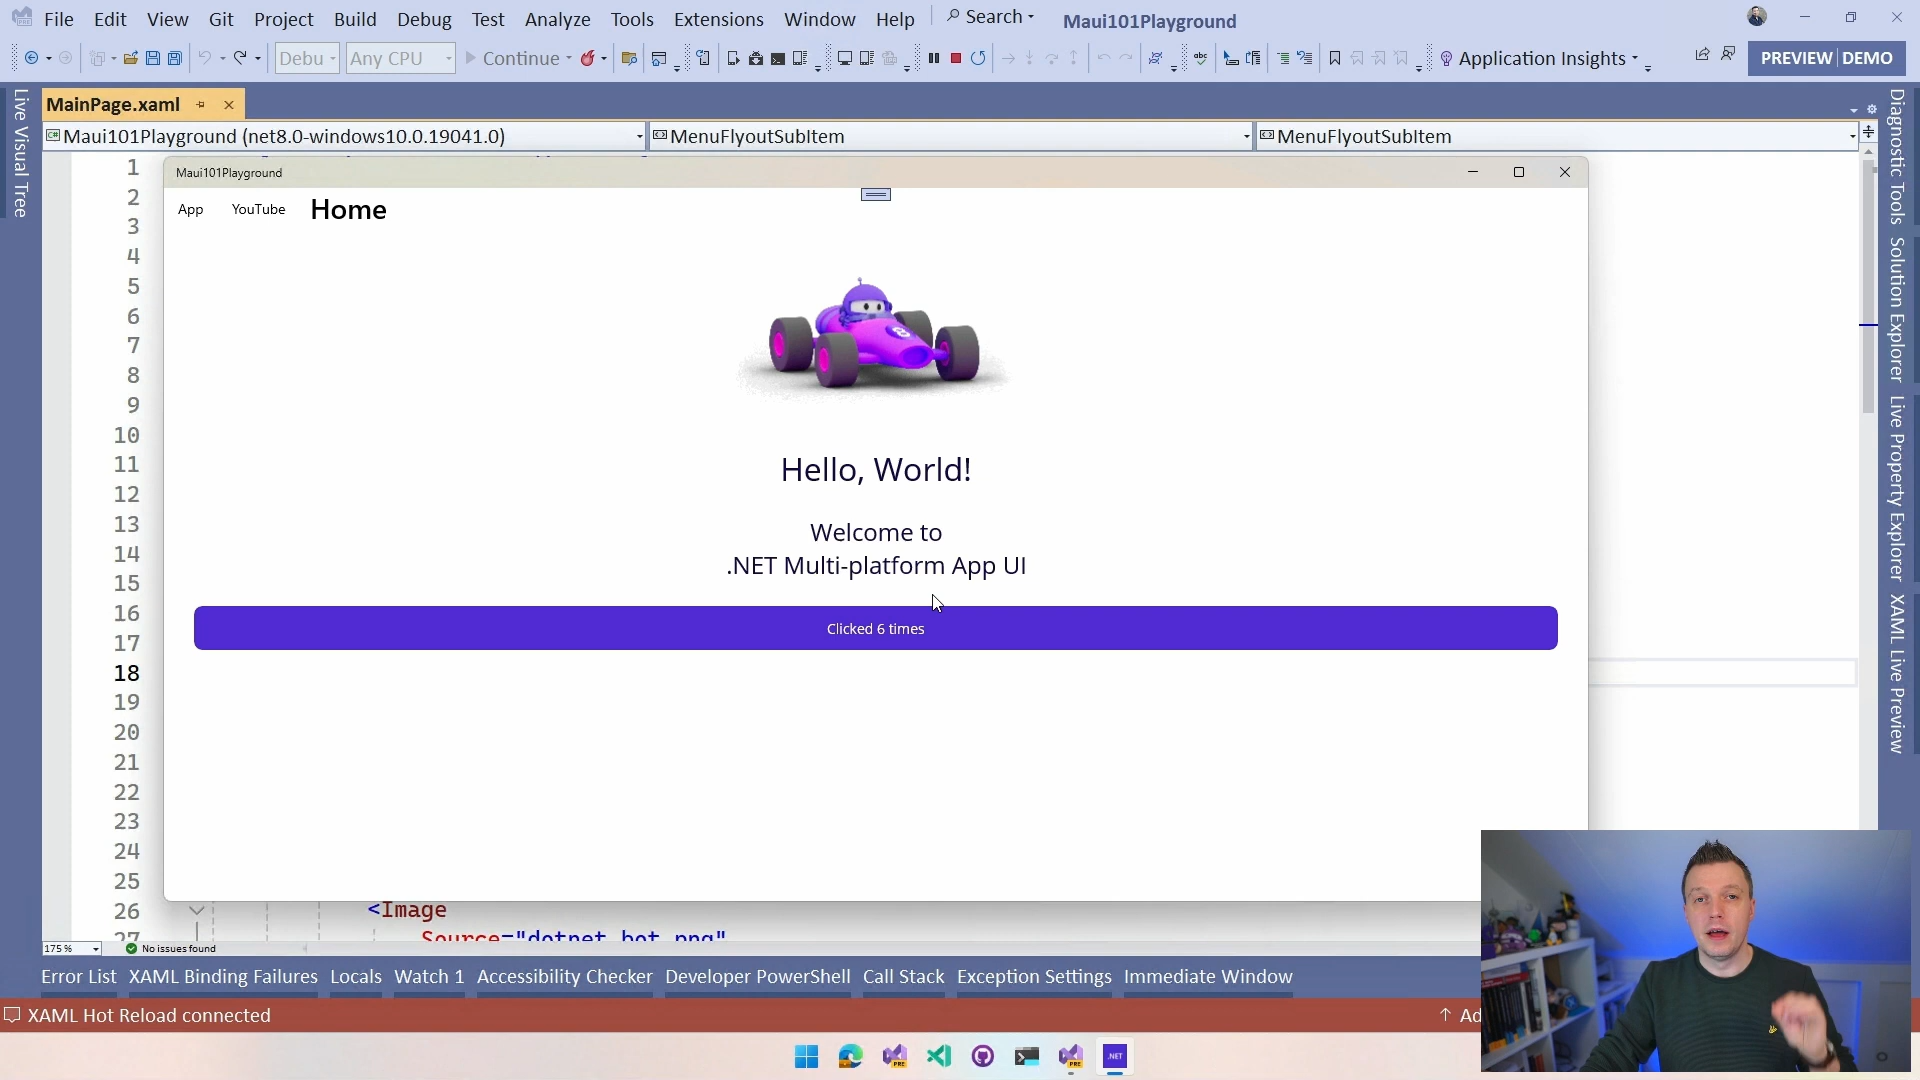 File Edit View Git Project Build Debug Test Analyze Tools Extensions Window Help Search Maui101Playground
Debu Any CPU Continue Application Insights PREVIEW DEMO
MainPage.xaml
Maui101Playground (net8.0-windows10.0.19041.0) MenuFlyoutSubItem MenuFlyoutSubItem
Live Visual Tree
1
2
3
4
5
6
7
8
9
10
11
12
13
14
15
16
17
18
19
20
21
22
23
24
25
26
27
Maui101Playground
App YouTube Home
Hello, World!
Welcome to
.NET Multi-platform App UI
Clicked 6 times
<Image
Source="dotnet_bot.png"
175 % No issues found
Diagnostic Tools
Solution Explorer
Live Property Explorer
XAML Live Preview
Error List XAML Binding Failures Locals Watch 1 Accessibility Checker Developer PowerShell Call Stack Exception Settings Immediate Window
XAML Hot Reload connected
PRE PRE .NET